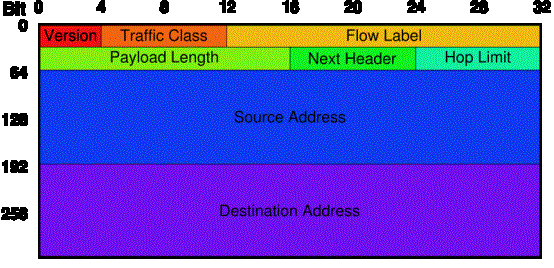 Bit 0 4 8 12 16 20 24 28 32
0 Version Traffic Class Flow Label
Payload Length Next Header Hop Limit
64
128 Source Address
192
256 Destination Address